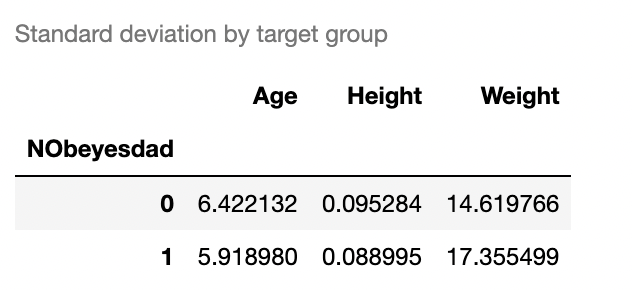 Standard deviation by target group
Age Height Weight
NObeyesdad
0 6.422132 0.095284 14.619766
1 5.918980 0.088995 17.355499